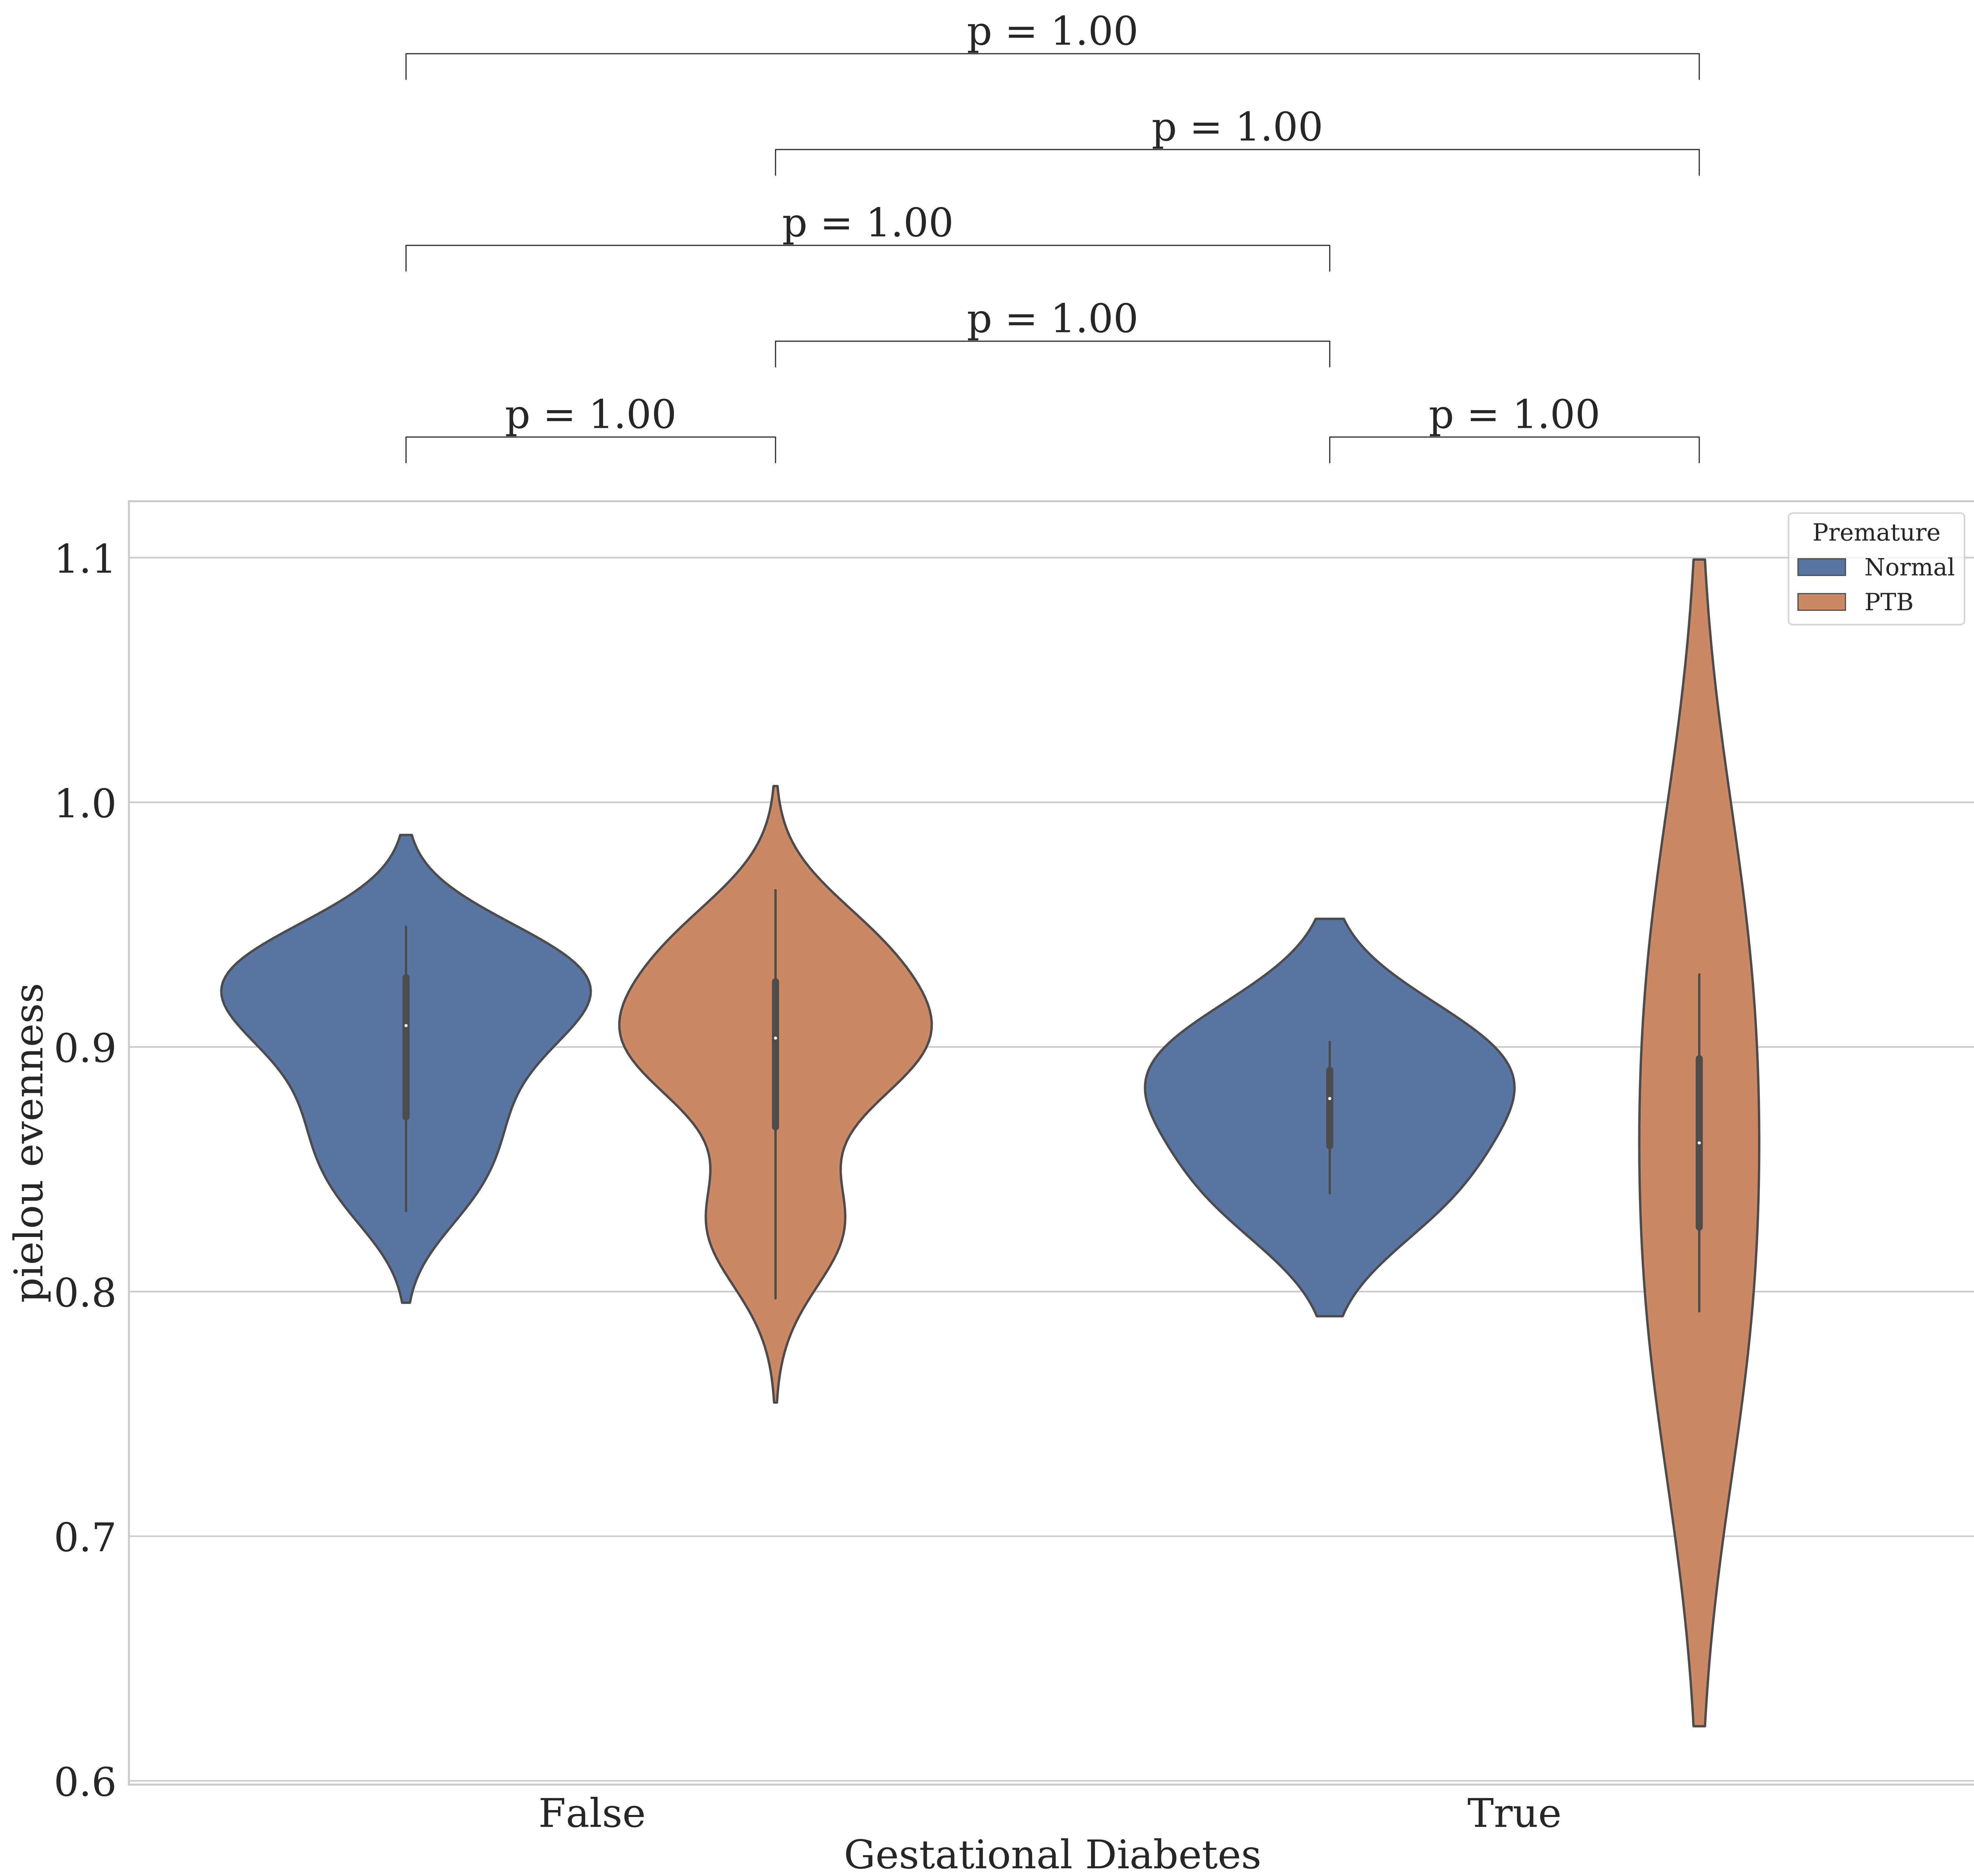 p = 1.00
p = 1.00
p = 1.00
p = 1.00
p = 1.00
p = 1.00
Premature
Normal
PTB
1.1
1.0
0.9
0.8
0.7
0.6
pielou evenness
False
True
Gestational Diabetes